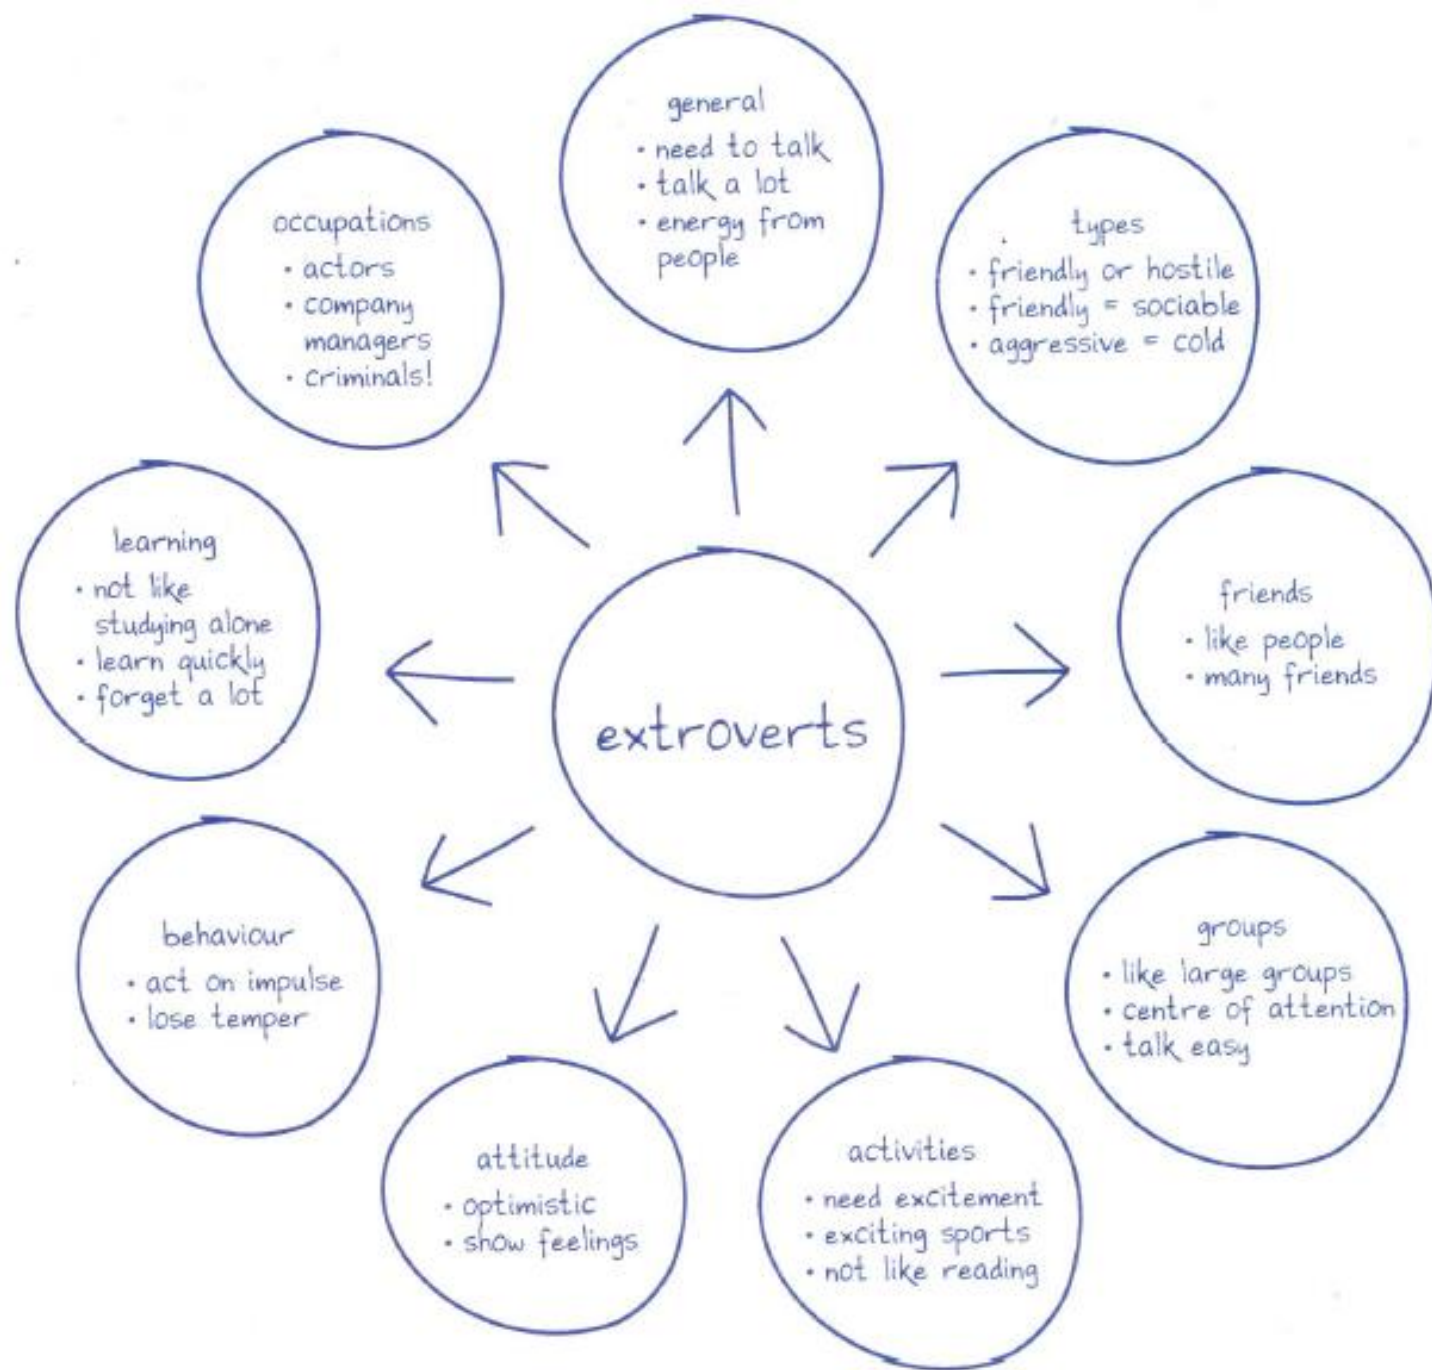 general
• need to talk
• talk a lot
• energy from
people
types
• friendly or hostile
• friendly = sociable
• aggressive = cold
friends
• like people
• many friends
groups
• like large groups
• centre of attention
• talk easy
activities
• need excitement
• exciting sports
• not like reading
attitude
• optimistic
• show feelings
behaviour
• act on impulse
• lose temper
learning
• not like
studying alone
• learn quickly
• forget a lot
occupations
• actors
• company
managers
• criminals!
extroverts